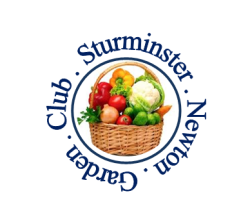 Sturminster . Newton . Garden . Club .